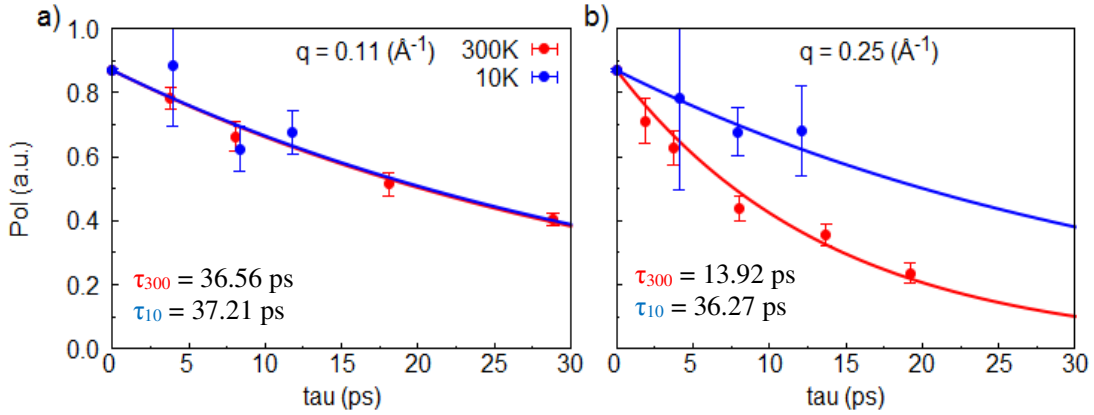 a)
q = 0.11 (Å⁻¹)
300K
10K
Pol (a.u.)
1.0
0.8
0.6
0.4
0.2
0.0
τ300 = 36.56 ps
τ10 = 37.21 ps
0 5 10 15 20 25 30
tau (ps)
b)
q = 0.25 (Å⁻¹)
τ300 = 13.92 ps
τ10 = 36.27 ps
0 5 10 15 20 25 30
tau (ps)